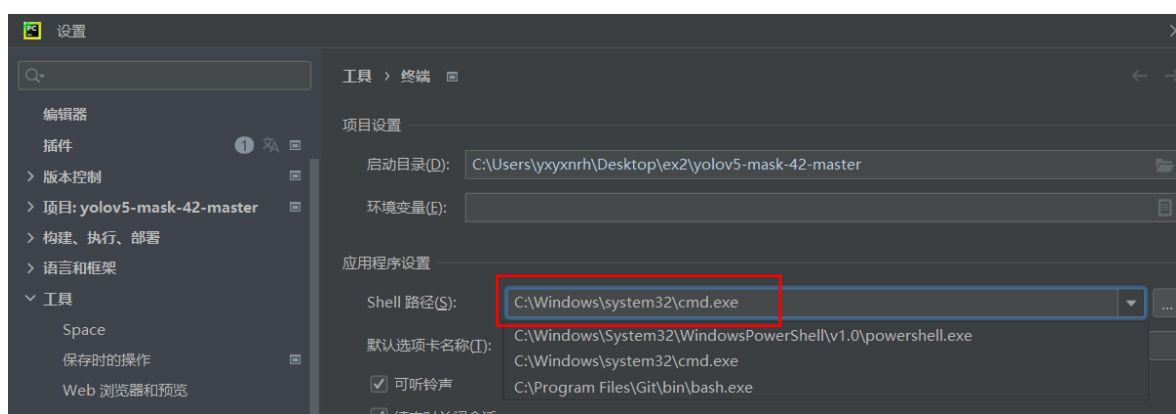 PC
设置
编辑器
插件 1
版本控制
项目: yolov5-mask-42-master
构建、执行、部署
语言和框架
工具
Space
保存时的操作
Web 浏览器和预览
工具 › 终端
项目设置
启动目录(D): C:\Users\yxyxnrh\Desktop\ex2\yolov5-mask-42-master
环境变量(E):
应用程序设置
Shell 路径(S): C:\Windows\system32\cmd.exe
...
C:\Windows\System32\WindowsPowerShell\v1.0\powershell.exe
默认选项卡名称(T):
C:\Windows\system32\cmd.exe
可听铃声
C:\Program Files\Git\bin\bash.exe